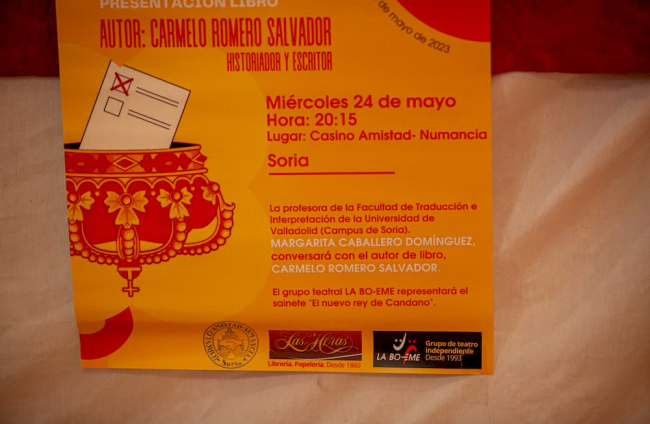 PRESENTACIÓN LIBRO
de mayo de 2023
AUTOR: CARMELO ROMERO SALVADOR
HISTORIADOR Y ESCRITOR
Miércoles 24 de mayo
Hora: 20:15
Lugar: Casino Amistad- Numancia
Soria
La profesora de la Facultad de Traducción e
Interpretación de la Universidad de
Valladolid (Campus de Soria).
MARGARITA CABALLERO DOMÍNGUEZ,
conversará con el autor de libro,
CARMELO ROMERO SALVADOR.
El grupo teatral LA BO-EME representará el
sainete "El nuevo rey de Candano".
CÍRCULO AMISTAD NUMANCIA
Soria
Las Heras
Librería. Papelería. Desde 1860
LA BO-EME
Grupo de teatro
independiente
Desde 1993